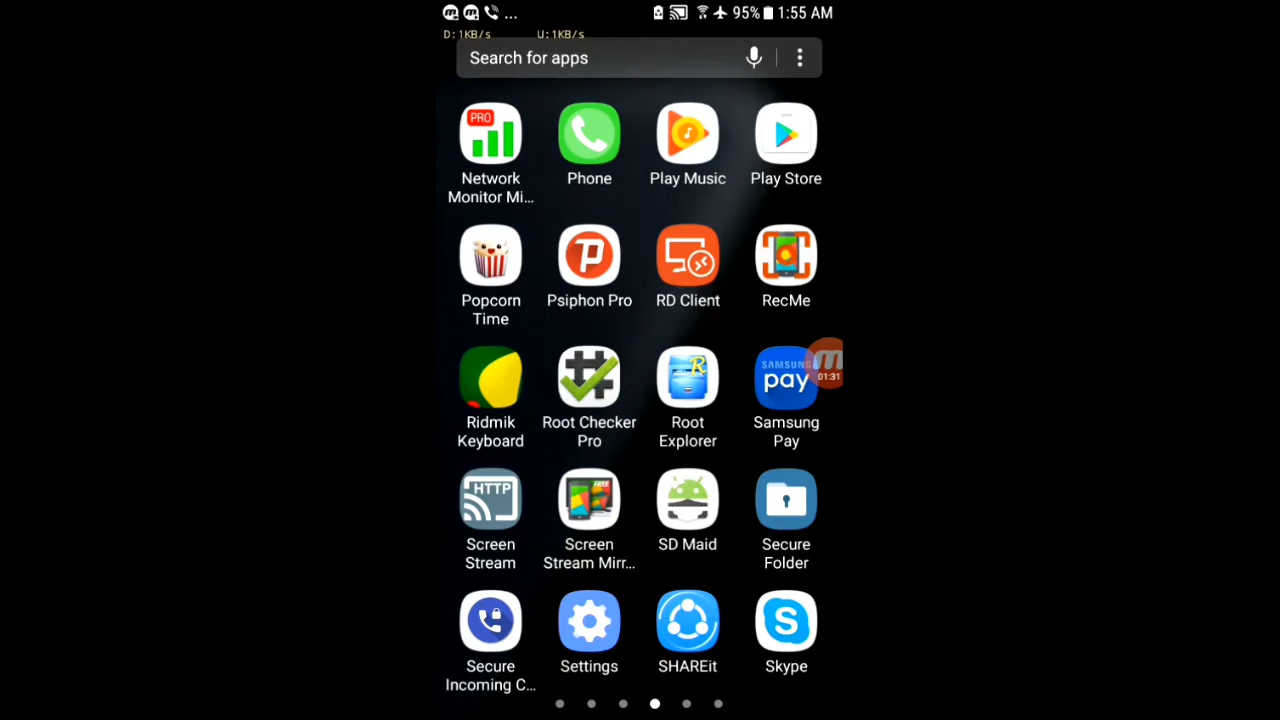 ... 95% 1:55 AM
D:1KB/s U:1KB/s
Search for apps
PRO
Network Monitor Mi...
Phone
Play Music
Play Store
Popcorn Time
Psiphon Pro
RD Client
RecMe
Ridmik Keyboard
Root Checker Pro
R
Root Explorer
SAMSUNG
pay
01:31
Samsung Pay
HTTP
Screen Stream
FREE
Screen Stream Mirr...
SD Maid
Secure Folder
Secure Incoming C...
Settings
SHAREit
S
Skype